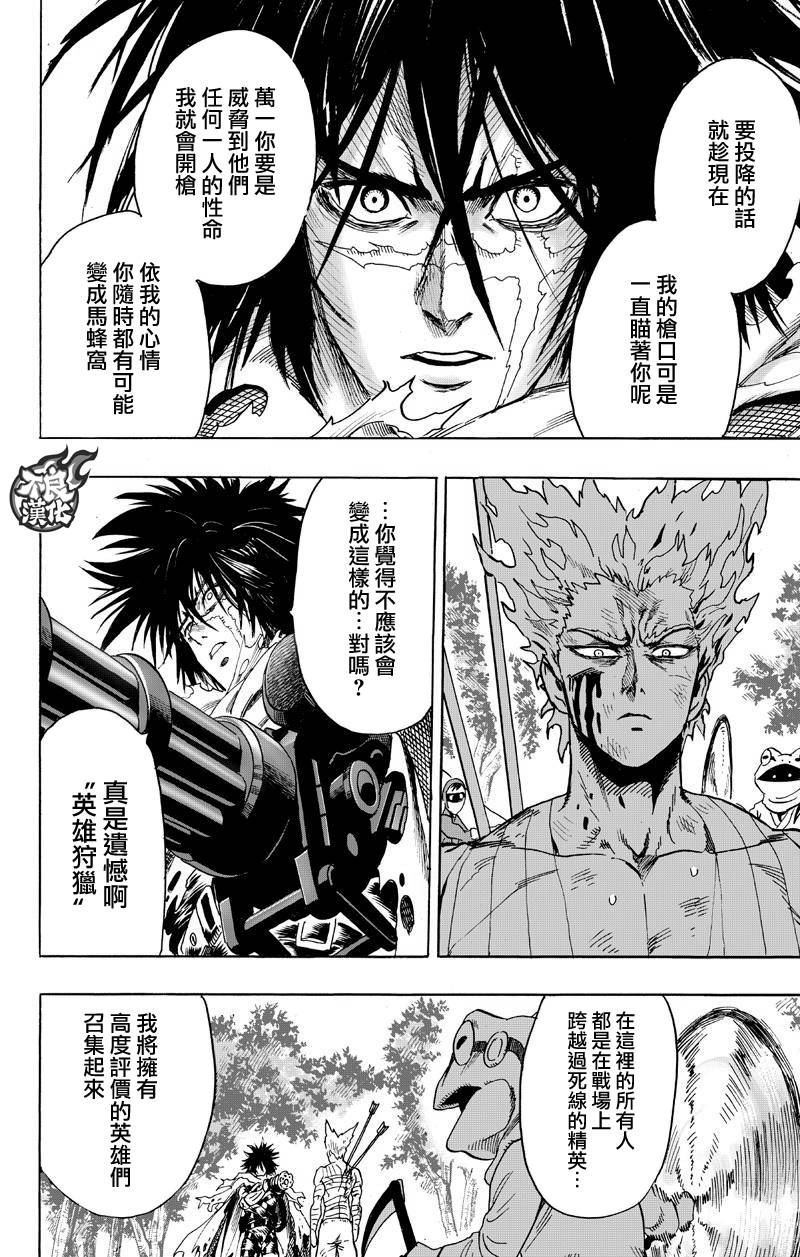 要投降的話
就趁現在
我的槍口可是
一直瞄著你呢
萬一你要是
威脅到他們
任何一人的性命
我就會開槍
依我的心情
你隨時都有可能
變成馬蜂窩
…你覺得不應該會
變成這樣的…對嗎?
真是遺憾啊
"英雄狩獵"
在這裡的所有人
都是在戰場上
跨越過死線的精英…
我將擁有
高度評價的英雄們
召集起來
狼
漢化